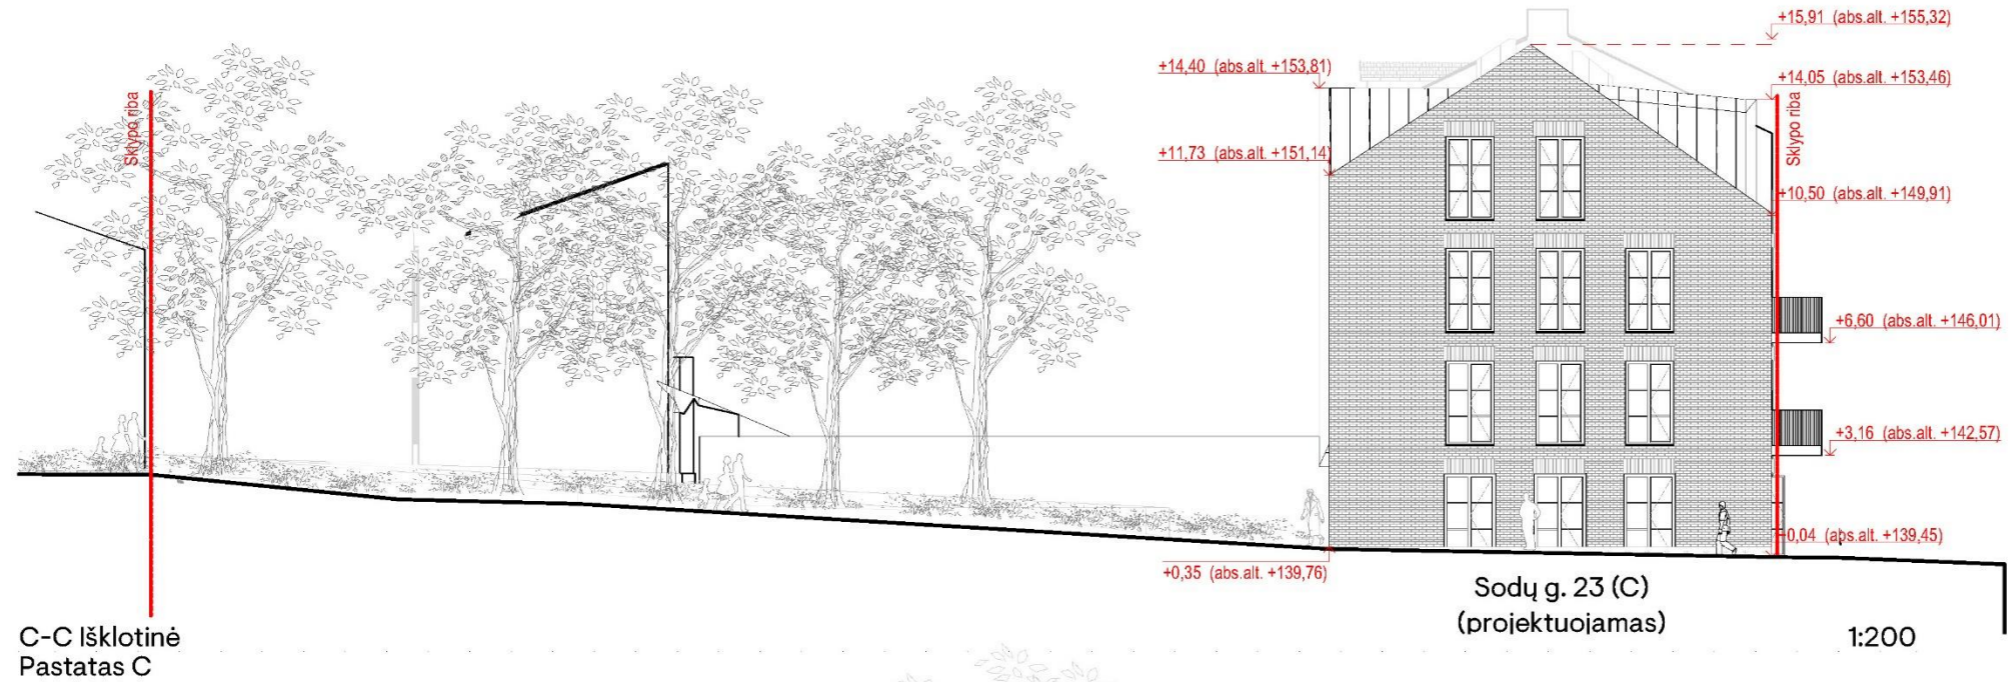 +15,91 (abs.alt. +155,32)
+14,40 (abs.alt. +153,81)
+14,05 (abs.alt. +153,46)
Sklypo riba
Sklypo riba
+11,73 (abs.alt. +151,14)
+10,50 (abs.alt. +149,91)
+6,60 (abs.alt. +146,01)
+3,16 (abs.alt. +142,57)
+0,04 (abs.alt. +139,45)
+0,35 (abs.alt. +139,76)
Sodų g. 23 (C)
(projektuojamas)
1:200
C-C Išklotinė
Pastatas C